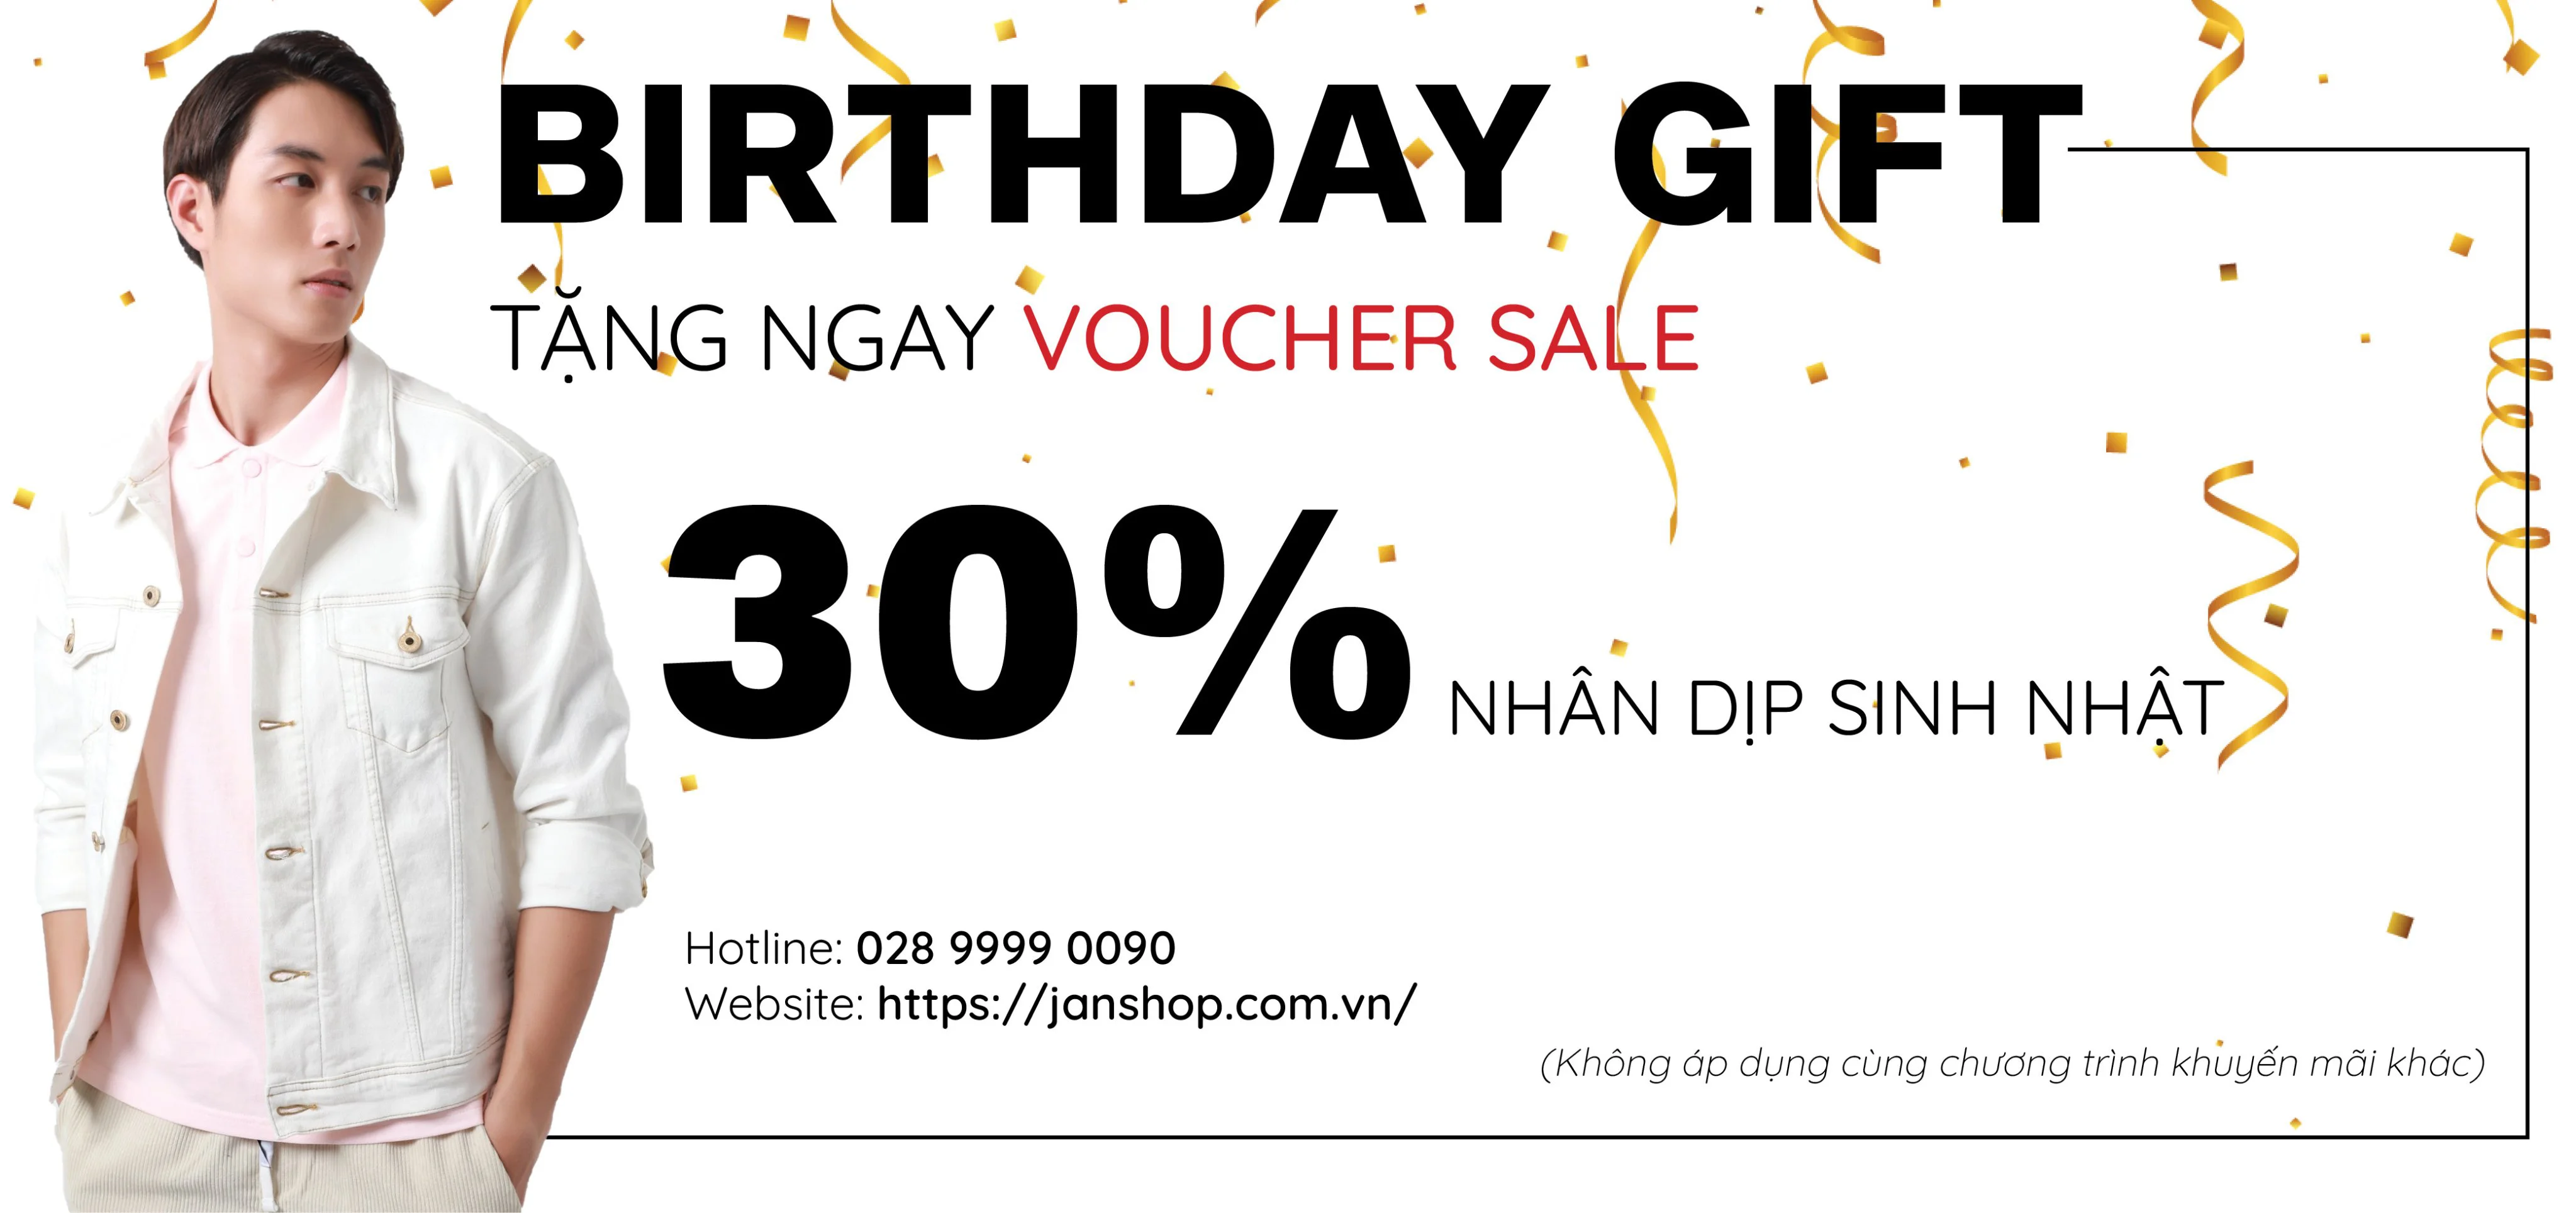 BIRTHDAY GIFT
TẶNG NGAY VOUCHER SALE
30% NHÂN DỊP SINH NHẬT
Hotline: 028 9999 0090
Website: https://janshop.com.vn/
(Không áp dụng cùng chương trình khuyến mãi khác)